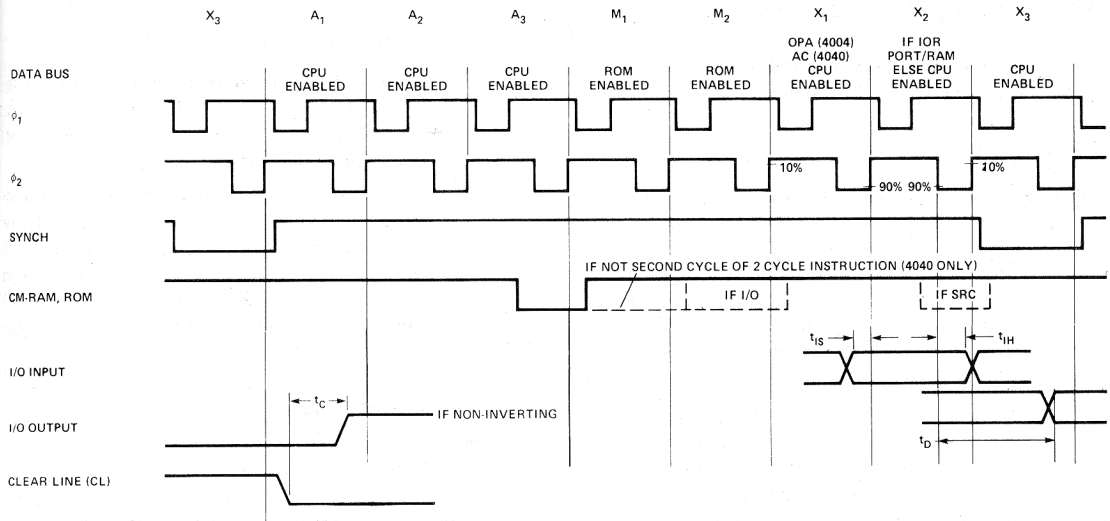 X3 A1 A2 A3 M1 M2 X1 X2 X3
OPA (4004) IF IOR
AC (4040) PORT/RAM
DATA BUS CPU CPU CPU ROM ROM CPU ELSE CPU CPU
ENABLED ENABLED ENABLED ENABLED ENABLED ENABLED ENABLED ENABLED
ϕ1
ϕ2
10% 10%
90% 90%
SYNCH
IF NOT SECOND CYCLE OF 2 CYCLE INSTRUCTION (4040 ONLY)
CM-RAM, ROM IF I/O IF SRC
tIS tIH
I/O INPUT
tC IF NON-INVERTING
I/O OUTPUT
tD
CLEAR LINE (CL)